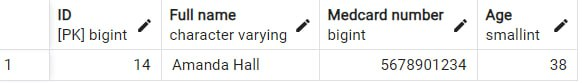 ID Full name Medcard number Age
[PK] bigint character varying bigint smallint
1 14 Amanda Hall 5678901234 38